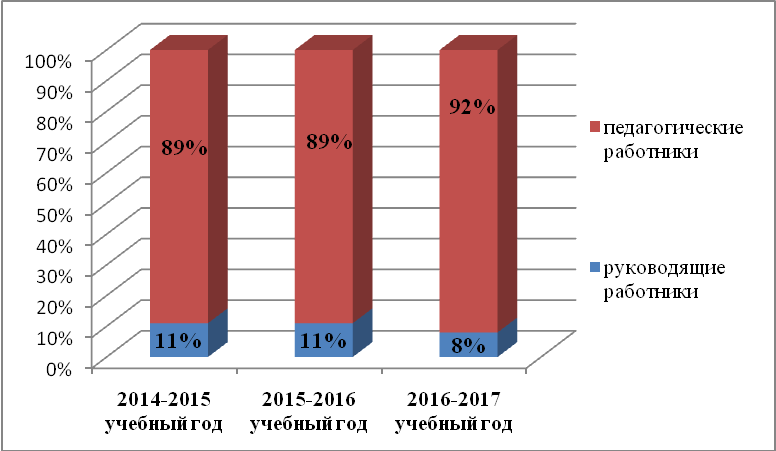 100%
90%
80%
70%
60%
50%
40%
30%
20%
10%
0%
89%
89%
92%
11%
11%
8%
2014-2015
учебный год
2015-2016
учебный год
2016-2017
учебный год
педагогические
работники
руководящие
работники